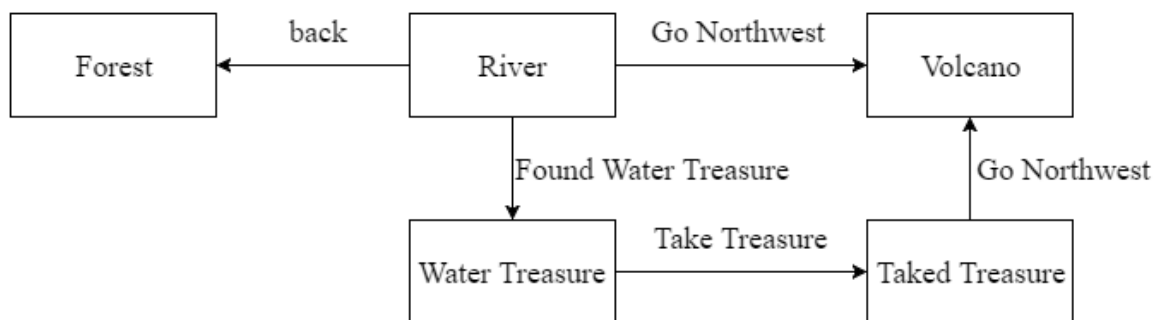 back
Go Northwest
Forest
River
Volcano
Found Water Treasure
Go Northwest
Take Treasure
Water Treasure
Taked Treasure